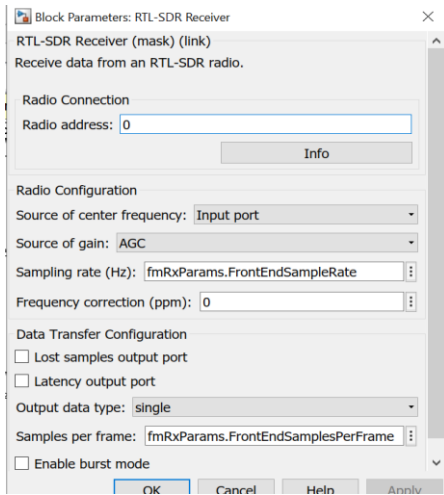 Block Parameters: RTL-SDR Receiver
RTL-SDR Receiver (mask) (link)
Receive data from an RTL-SDR radio.
Radio Connection
Radio address: 0
Info
Radio Configuration
Source of center frequency: Input port
Source of gain: AGC
Sampling rate (Hz): fmRxParams.FrontEndSampleRate
Frequency correction (ppm): 0
Data Transfer Configuration
Lost samples output port
Latency output port
Output data type: single
Samples per frame: fmRxParams.FrontEndSamplesPerFrame
Enable burst mode
OK Cancel Help Apply